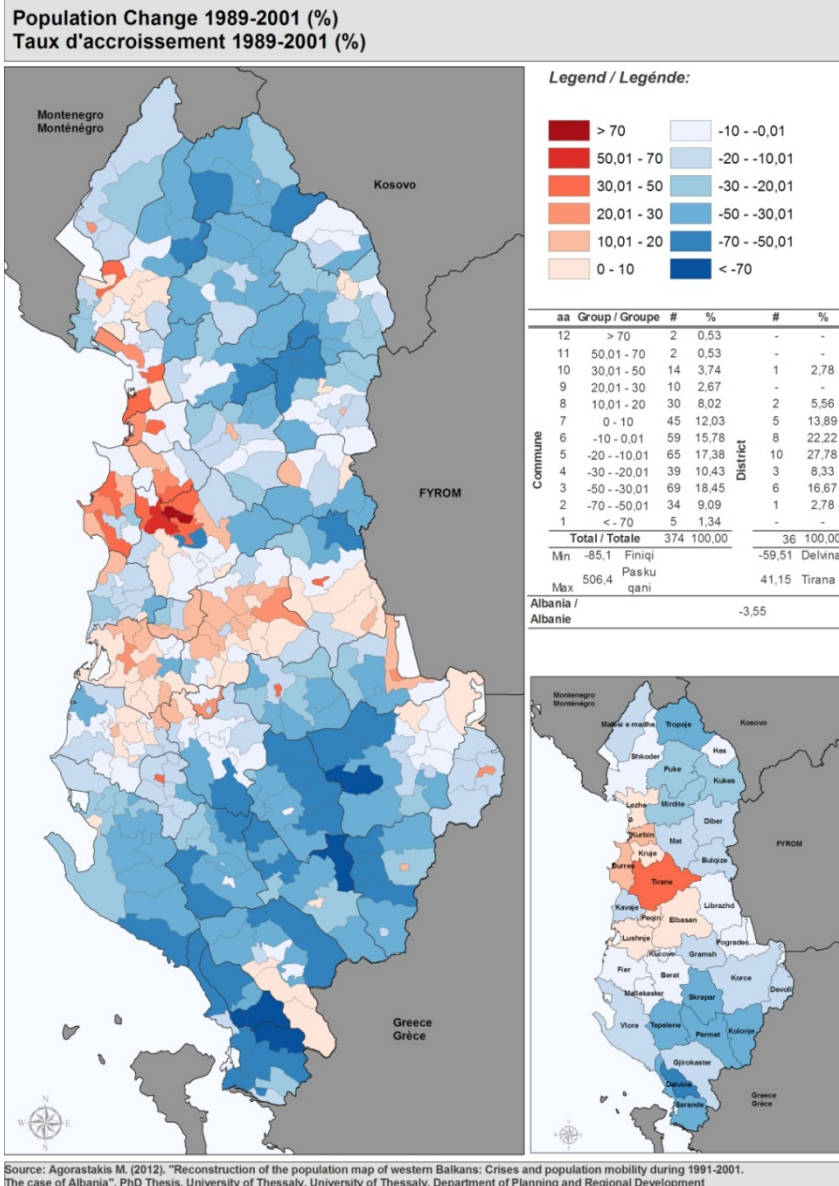 Population Change 1989-2001 (%)
Taux d'accroissement 1989-2001 (%)
Montenegro
Monténégro
Kosovo
FYROM
Greece
Grèce
N
W E
S
Legend / Legénde:
> 70
50,01 - 70
30,01 - 50
20,01 - 30
10,01 - 20
0 - 10
-10 - -0,01
-20 - -10,01
-30 - -20,01
-50 - -30,01
-70 - -50,01
< -70
aa Group / Groupe # % # %
Commune
District
12 > 70 2 0,53 - -
11 50,01 - 70 2 0,53 - -
10 30,01 - 50 14 3,74 1 2,78
9 20,01 - 30 10 2,67 - -
8 10,01 - 20 30 8,02 2 5,56
7 0 - 10 45 12,03 5 13,89
6 -10 - 0,01 59 15,78 8 22,22
5 -20 - -10,01 65 17,38 10 27,78
4 -30 - -20,01 39 10,43 3 8,33
3 -50 - -30,01 69 18,45 6 16,67
2 -70 - -50,01 34 9,09 1 2,78
1 < - 70 5 1,34 - -
Total / Totale 374 100,00 36 100,00
Min -85,1 Finiqi -59,51 Delvina
Max 506,4 Pasku qani 41,15 Tirana
Albania / Albanie -3,55
Montenegro
Monténégro
Kosovo
Malesi e madhe
Tropoje
Has
Shkoder
Puke
Kukes
Lezhe
Mirdite
Diber
Kurbin
Mat
FYROM
Kruje
Bulqize
Durres
Tirane
Librazhd
Kavaje
Peqin
Elbasan
Lushnje
Pogradec
Kucove
Gramsh
Fier
Berat
Korce
Devoll
Mallakaster
Skrapar
Vlore
Tepelene
Permet
Kolonje
Gjirokaster
Delvine
Sarande
Greece
Grèce
N
W E
S
Source: Agorastakis M. (2012). "Reconstruction of the population map of western Balkans: Crises and population mobility during 1991-2001.
The case of Albania". PhD Thesis, University of Thessaly, University of Thessaly, Department of Planning and Regional Development